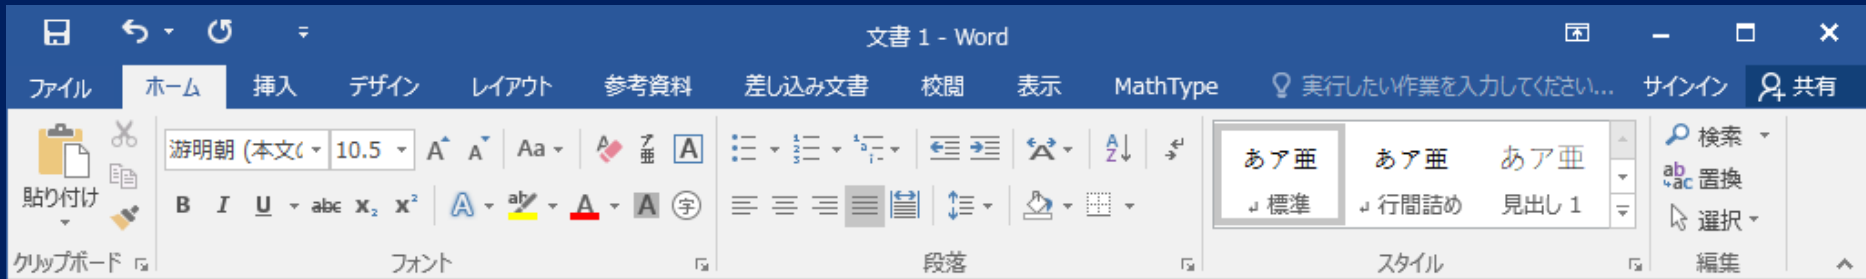 文書 1 - Word
ファイル ホーム 挿入 デザイン レイアウト 参考資料 差し込み文書 校閲 表示 MathType 実行したい作業を入力してください... サインイン 共有
貼り付け
クリップボード
游明朝 (本文の 10.5 A A Aa ア亜 A
B I U abc X₂ X² A ab A A 字
フォント
段落
あア亜 あア亜 あア亜
↲ 標準 ↲ 行間詰め 見出し 1
スタイル
検索
置換
選択
編集